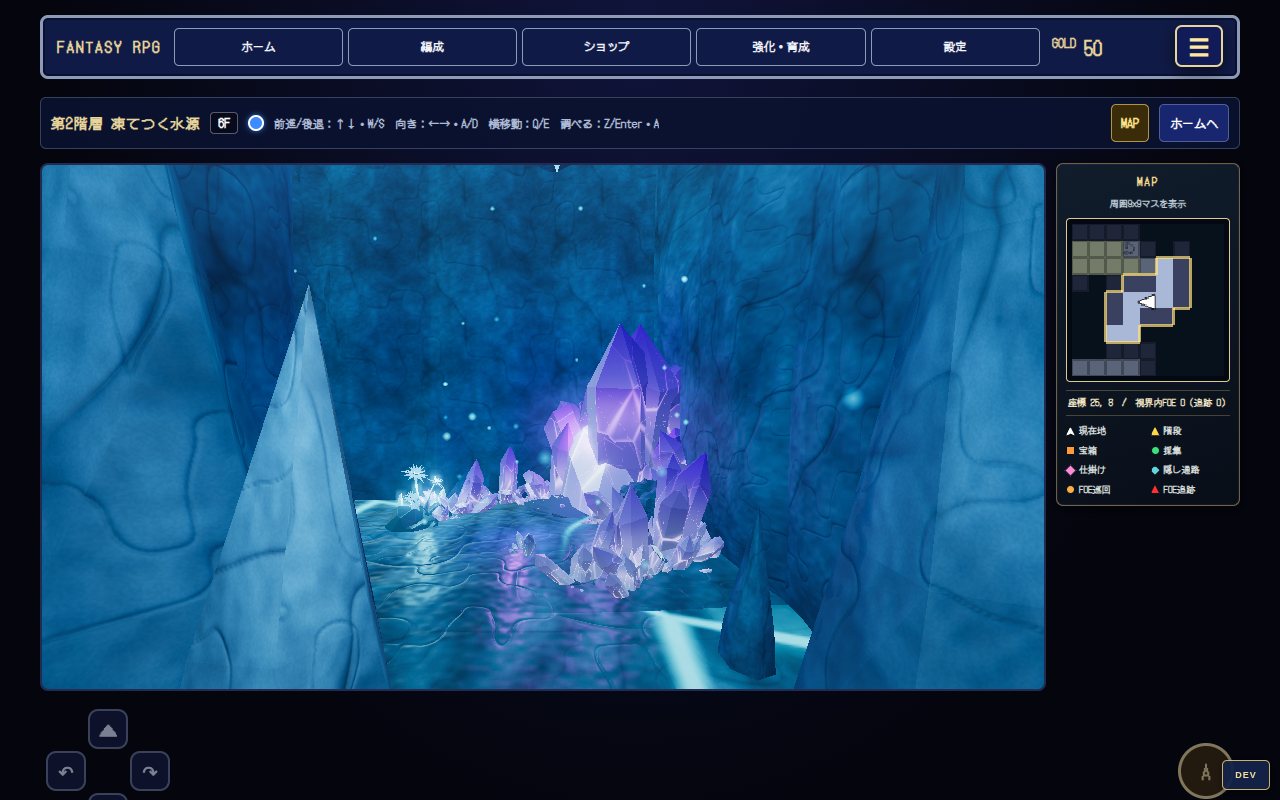 FANTASY RPG
ホーム
編成
ショップ
強化・育成
設定
GOLD 50
第2階層 凍てつく水源
6F
前進/後退：↑↓・W/S 向き：←→・A/D 横移動：Q/E 調べる：Z/Enter・A
MAP
ホームへ
MAP
周囲9x9マスを表示
座標 25, 8 / 視界内FOE 0 (追跡 0)
現在地
階段
宝箱
採集
仕掛け
隠し通路
FOE巡回
FOE追跡
A
DEV